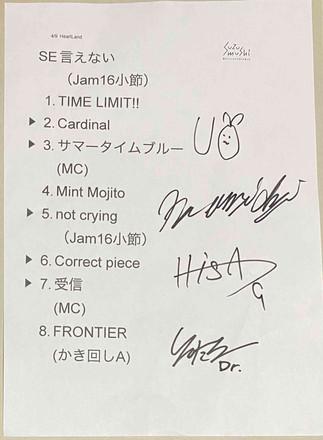 4/9 HeartLand
SUZU
MUSHI
SE言えない
（Jam16小節）
1. TIME LIMIT!!
▶ 2. Cardinal
▶ 3. サマータイムブルー
(MC)
4. Mint Mojito
▶ 5. not crying
（Jam16小節）
▶ 6. Correct piece
▶ 7. 受信
(MC)
8. FRONTIER
(かき回しA)
U
HisA
G
Dr.